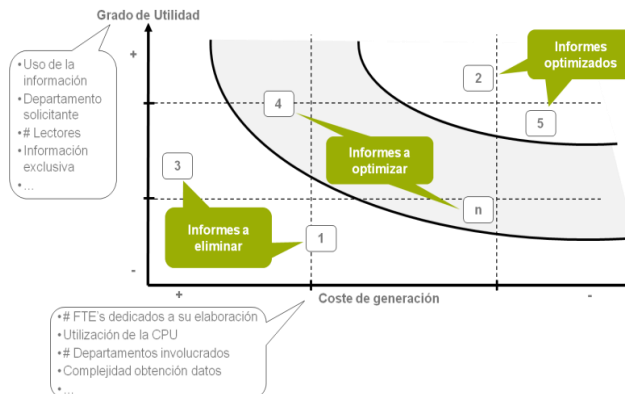 Grado de Utilidad
+
-
• Uso de la
información
• Departamento
solicitante
• # Lectores
• Información
exclusiva
• ...
Informes
optimizados
2
4
5
Informes a
optimizar
3
n
Informes a
eliminar
1
+
Coste de generación
-
• # FTE's dedicados a su elaboración
• Utilización de la CPU
• # Departamentos involucrados
• Complejidad obtención datos
• ...